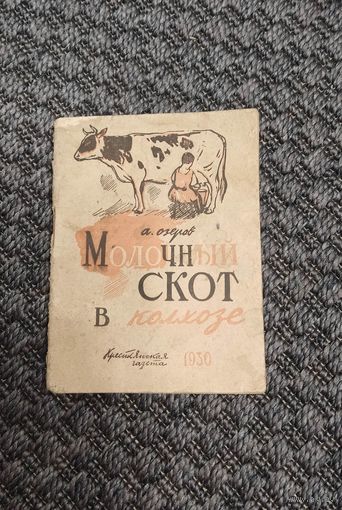 а. озеров
Молочный
скот
в колхозе
Крестьянская
газета
1930